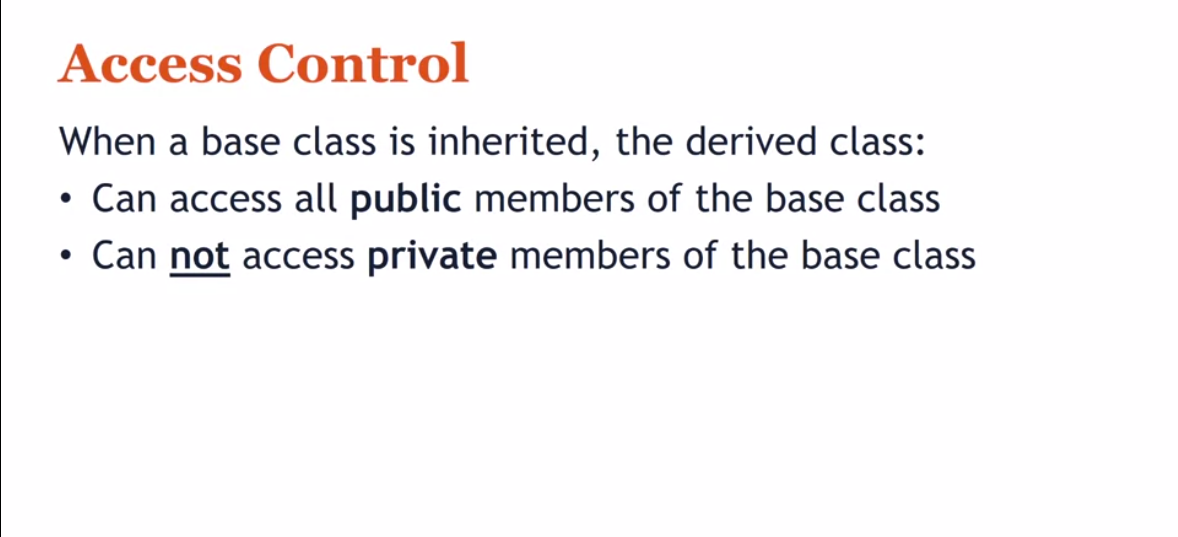 Access Control
When a base class is inherited, the derived class:
• Can access all public members of the base class
• Can not access private members of the base class